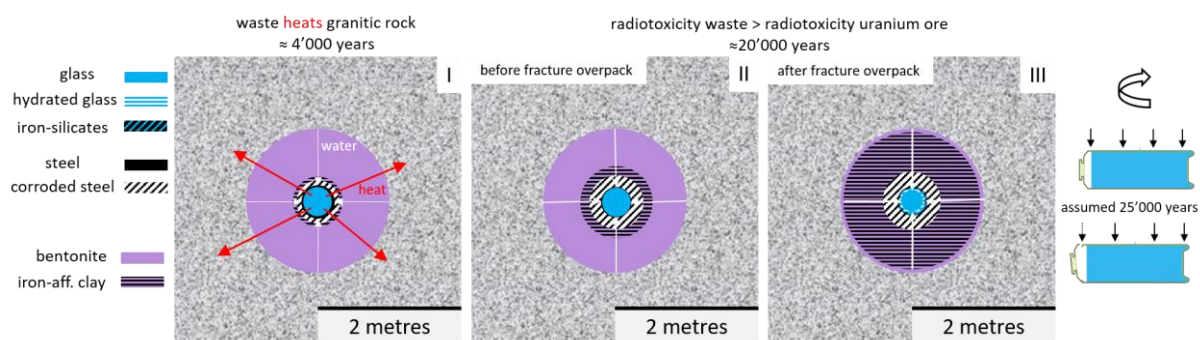 waste heats granitic rock
≈ 4’000 years
radiotoxicity waste > radiotoxicity uranium ore
≈20’000 years
glass
hydrated glass
iron-silicates
steel
corroded steel
bentonite
iron-aff. clay
I
water
heat
2 metres
before fracture overpack
II
2 metres
after fracture overpack
III
2 metres
assumed 25’000 years